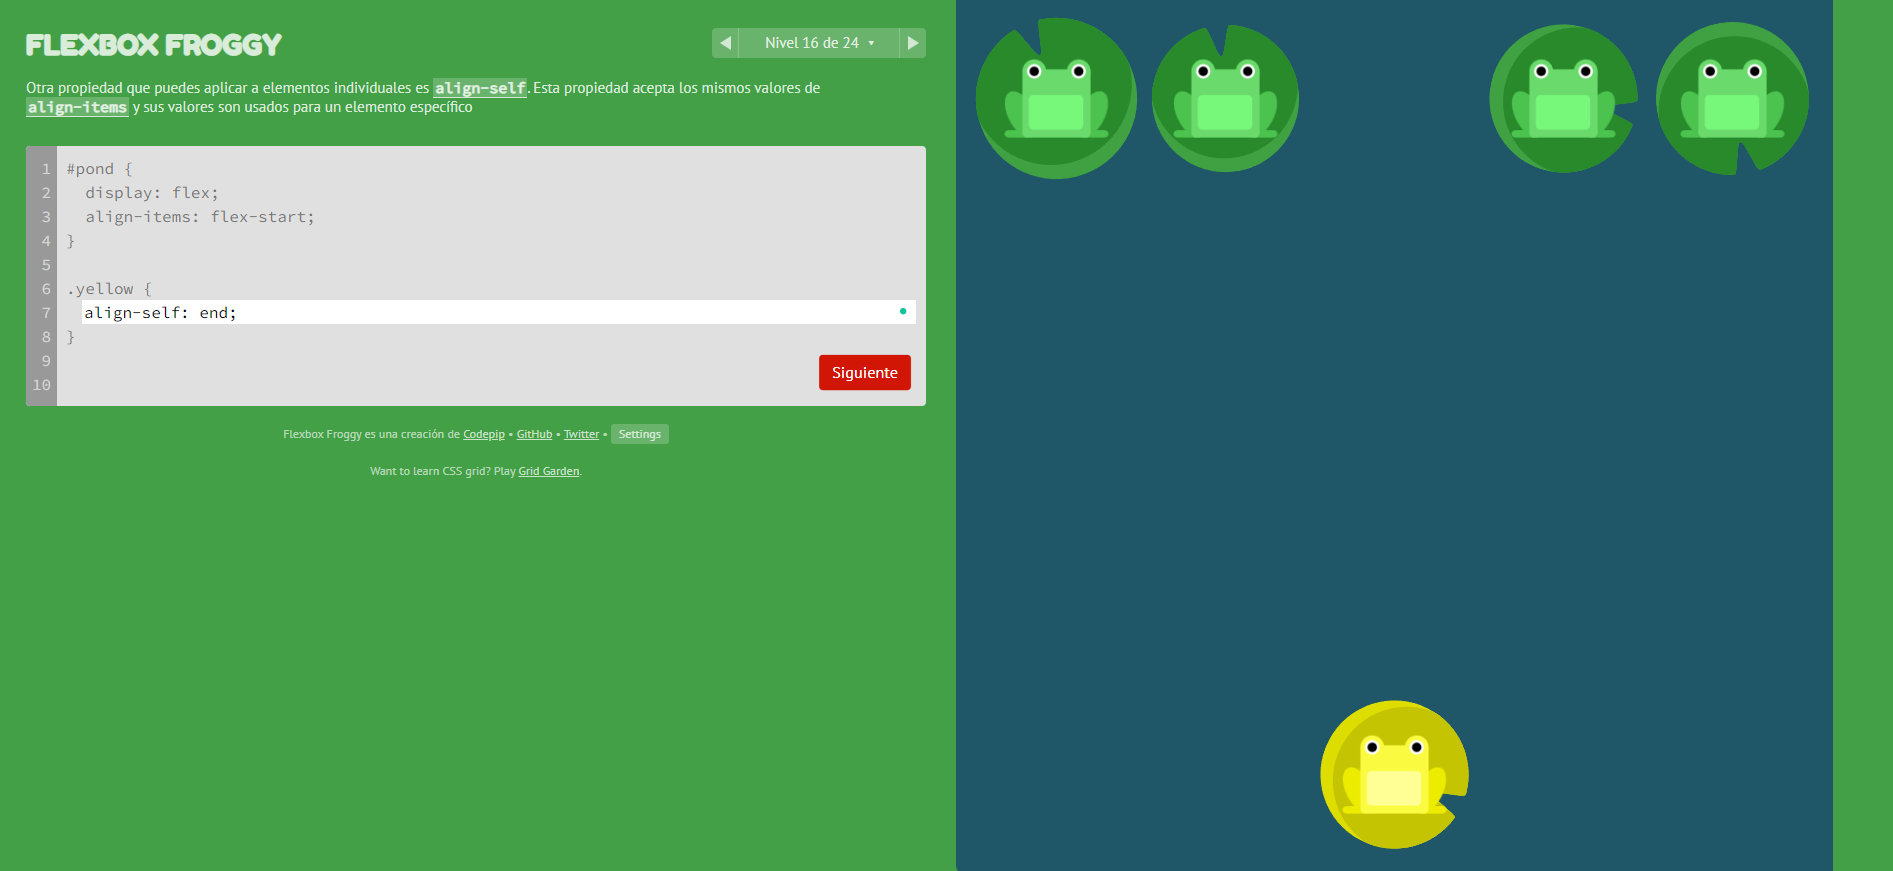 FLEXBOX FROGGY
Nivel 16 de 24 ▾
Otra propiedad que puedes aplicar a elementos individuales es align-self. Esta propiedad acepta los mismos valores de
align-items y sus valores son usados para un elemento específico
1 #pond {
2 display: flex;
3 align-items: flex-start;
4 }
5
6 .yellow {
7 align-self: end;
8 }
9
10
Siguiente
Flexbox Froggy es una creación de Codepip • GitHub • Twitter • Settings
Want to learn CSS grid? Play Grid Garden.